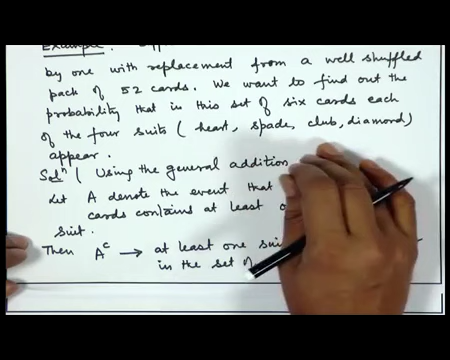 Example :
by one with replacement from a well shuffled
pack of 52 cards. We want to find out the
probability that in this set of six cards each
of the four suits ( heart, spade, club, diamond)
appear.
Solⁿ ( Using the general addition
Let A denote the event that
cards contains at least
suit.
Then Aᶜ → at least one
in the set of